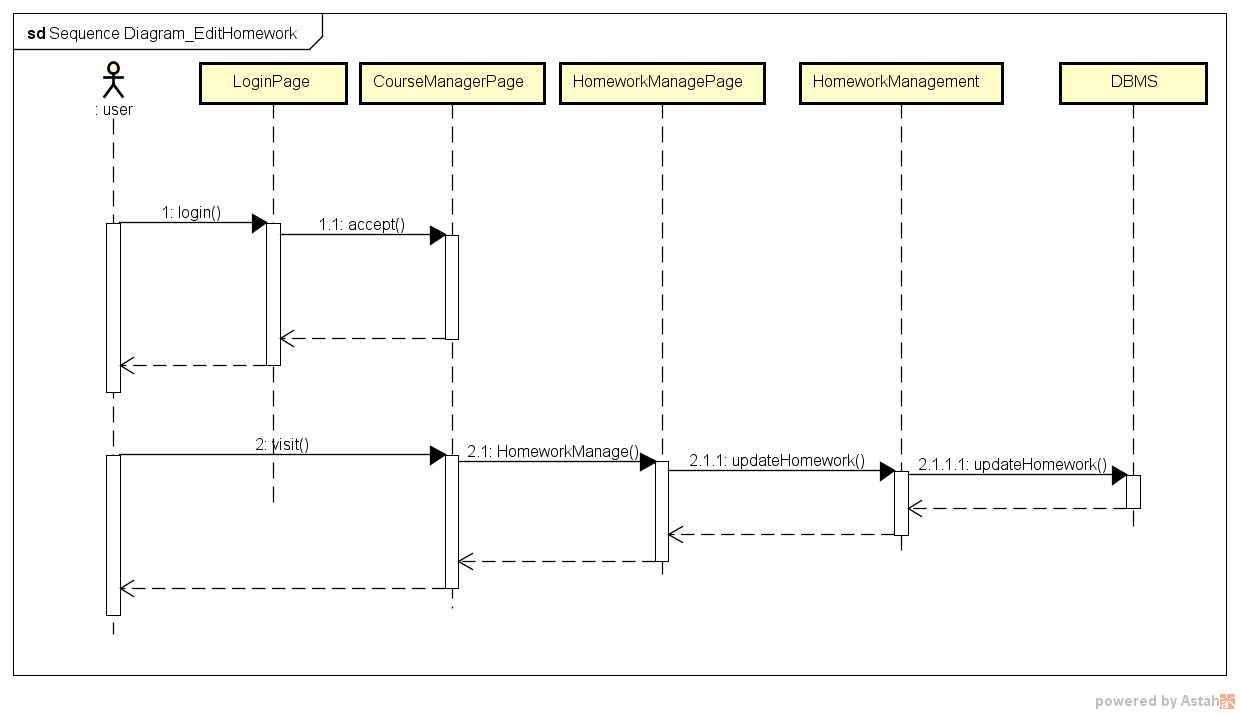 sd Sequence Diagram_EditHomework
: user
LoginPage
CourseManagerPage
HomeworkManagePage
HomeworkManagement
DBMS
1: login()
1.1: accept()
2: visit()
2.1: HomeworkManage()
2.1.1: updateHomework()
2.1.1.1: updateHomework()
powered by Astah